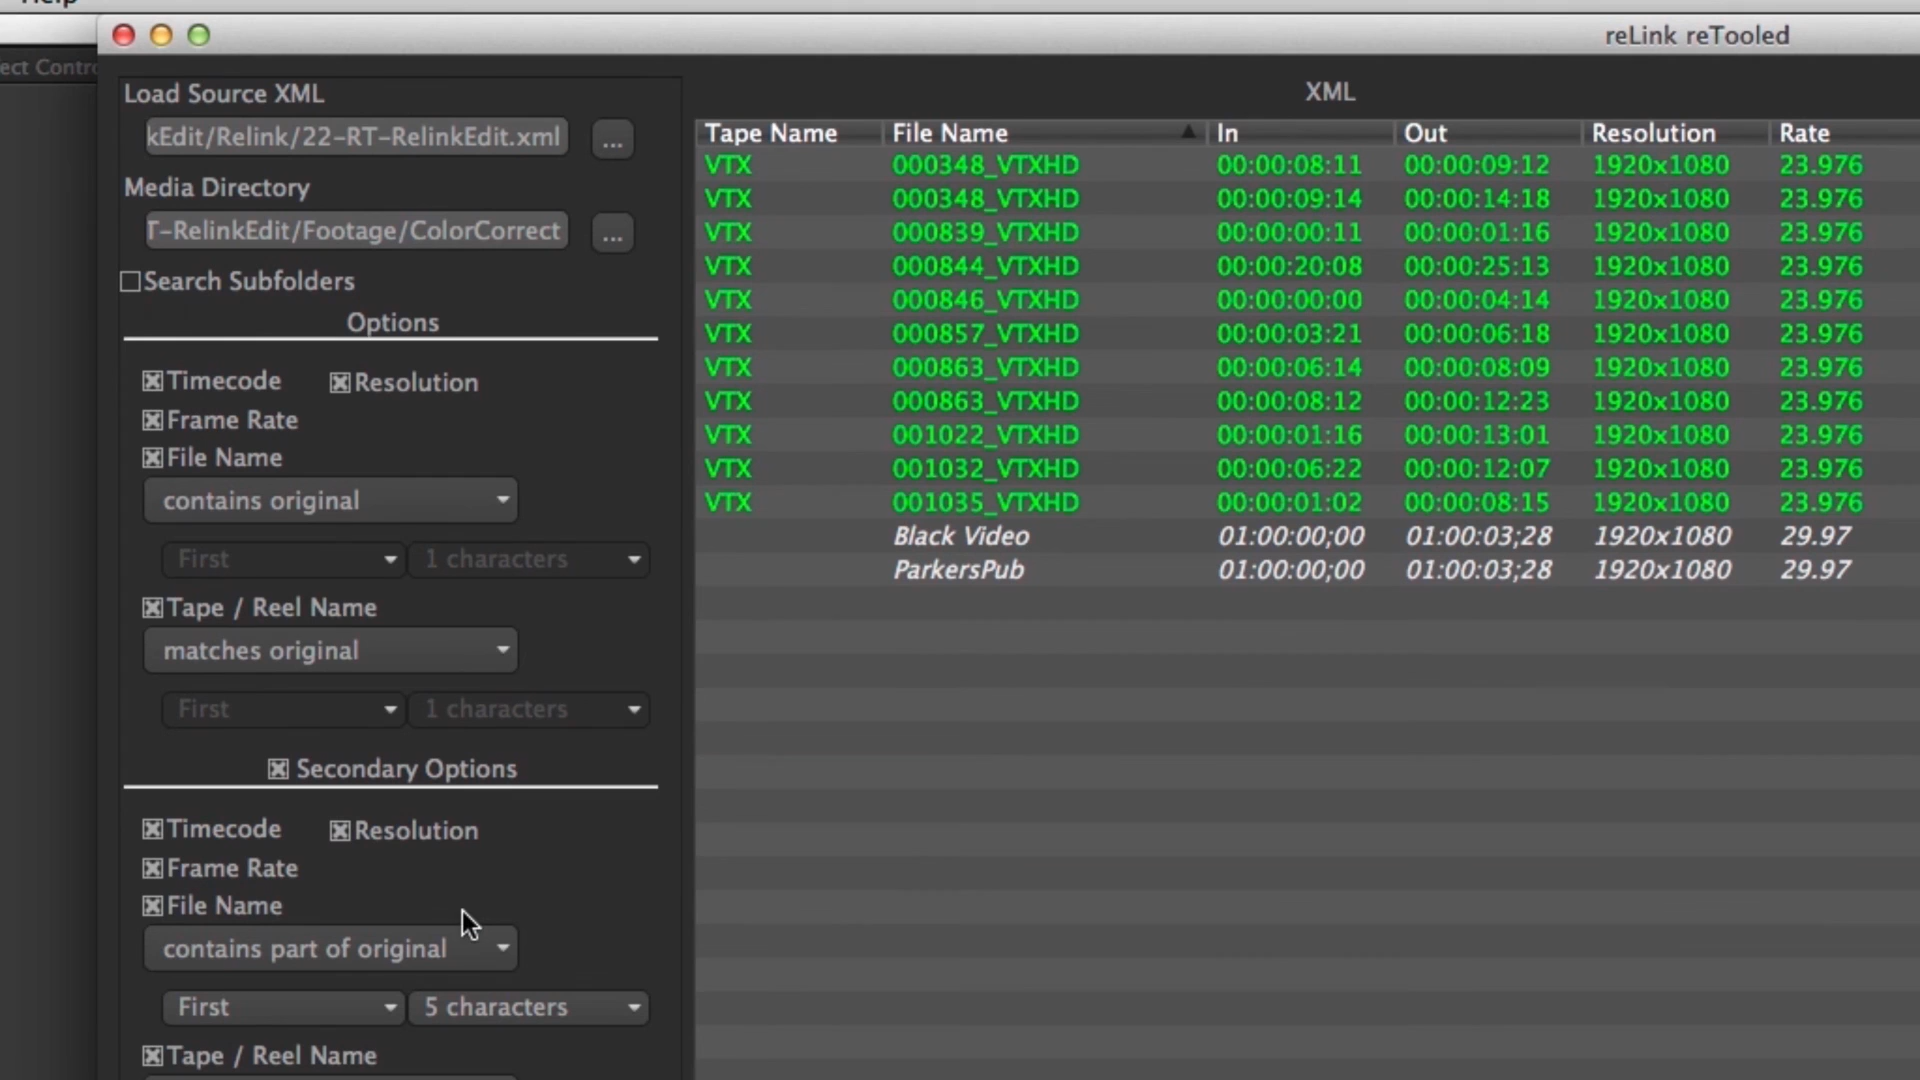 Help
reLink reTooled
ect Contro
Load Source XML
kEdit/Relink/22-RT-RelinkEdit.xml ...
Media Directory
T-RelinkEdit/Footage/ColorCorrect ...
Search Subfolders
Options
Timecode Resolution
Frame Rate
File Name
contains original
First 1 characters
Tape / Reel Name
matches original
First 1 characters
Secondary Options
Timecode Resolution
Frame Rate
File Name
contains part of original
First 5 characters
Tape / Reel Name
XML
Tape Name File Name In Out Resolution Rate
VTX 000348_VTXHD 00:00:08:11 00:00:09:12 1920x1080 23.976
VTX 000348_VTXHD 00:00:09:14 00:00:14:18 1920x1080 23.976
VTX 000839_VTXHD 00:00:00:11 00:00:01:16 1920x1080 23.976
VTX 000844_VTXHD 00:00:20:08 00:00:25:13 1920x1080 23.976
VTX 000846_VTXHD 00:00:00:00 00:00:04:14 1920x1080 23.976
VTX 000857_VTXHD 00:00:03:21 00:00:06:18 1920x1080 23.976
VTX 000863_VTXHD 00:00:06:14 00:00:08:09 1920x1080 23.976
VTX 000863_VTXHD 00:00:08:12 00:00:12:23 1920x1080 23.976
VTX 001022_VTXHD 00:00:01:16 00:00:13:01 1920x1080 23.976
VTX 001032_VTXHD 00:00:06:22 00:00:12:07 1920x1080 23.976
VTX 001035_VTXHD 00:00:01:02 00:00:08:15 1920x1080 23.976
Black Video 01:00:00;00 01:00:03;28 1920x1080 29.97
ParkersPub 01:00:00;00 01:00:03;28 1920x1080 29.97